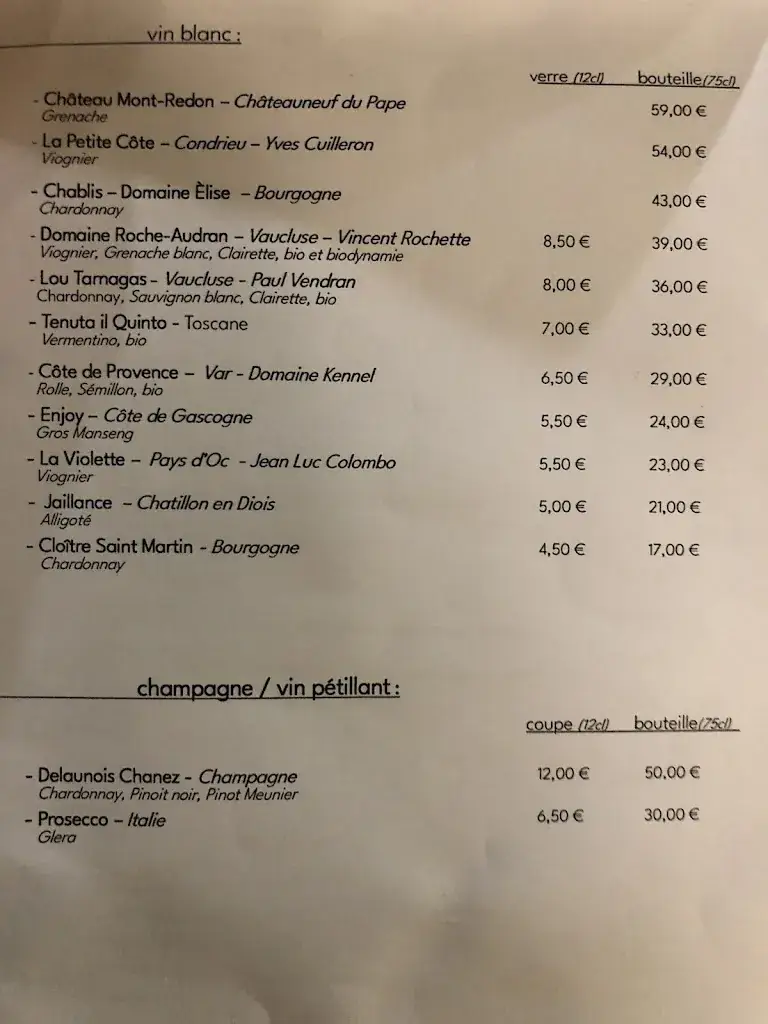 vin blanc :
verre (12cl) bouteille (75cl)
- Château Mont-Redon – Châteauneuf du Pape 59,00 €
Grenache
- La Petite Côte – Condrieu – Yves Cuilleron 54,00 €
Viognier
- Chablis – Domaine Èlise – Bourgogne 43,00 €
Chardonnay
- Domaine Roche-Audran – Vaucluse – Vincent Rochette 8,50 € 39,00 €
Viognier, Grenache blanc, Clairette, bio et biodynamie
- Lou Tamagas - Vaucluse - Paul Vendran 8,00 € 36,00 €
Chardonnay, Sauvignon blanc, Clairette, bio
- Tenuta il Quinto - Toscane 7,00 € 33,00 €
Vermentino, bio
- Côte de Provence – Var - Domaine Kennel 6,50 € 29,00 €
Rolle, Sémillon, bio
- Enjoy – Côte de Gascogne 5,50 € 24,00 €
Gros Manseng
- La Violette – Pays d'Oc - Jean Luc Colombo 5,50 € 23,00 €
Viognier
- Jaillance – Chatillon en Diois 5,00 € 21,00 €
Alligoté
- Cloître Saint Martin - Bourgogne 4,50 € 17,00 €
Chardonnay
champagne / vin pétillant :
coupe (12cl) bouteille (75cl)
- Delaunois Chanez - Champagne 12,00 € 50,00 €
Chardonnay, Pinoit noir, Pinot Meunier
- Prosecco – Italie 6,50 € 30,00 €
Glera